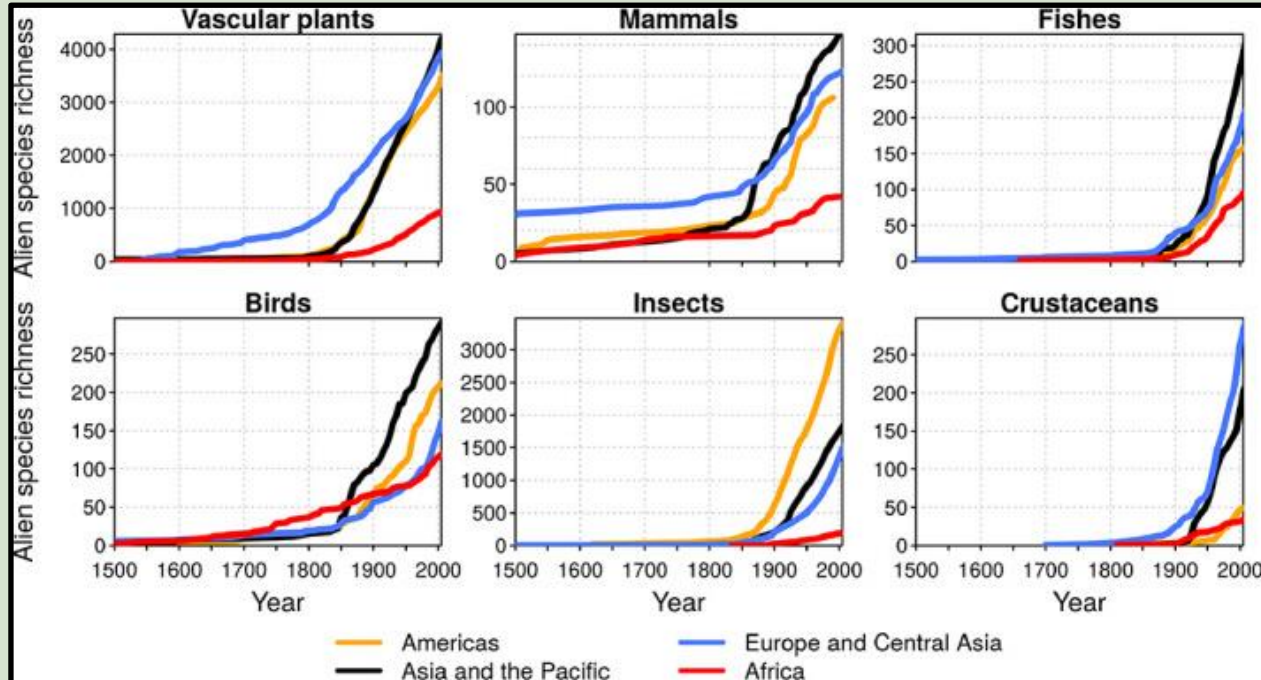 Vascular plants
Mammals
Fishes
Alien species richness
4000
3000
2000
1000
0
100
50
0
300
250
200
150
100
50
0
Birds
Insects
Crustaceans
Alien species richness
250
200
150
100
50
0
3000
2500
2000
1500
1000
500
0
250
200
150
100
50
0
1500 1600 1700 1800 1900 2000
1500 1600 1700 1800 1900 2000
1500 1600 1700 1800 1900 2000
Year
Year
Year
Americas
Europe and Central Asia
Asia and the Pacific
Africa